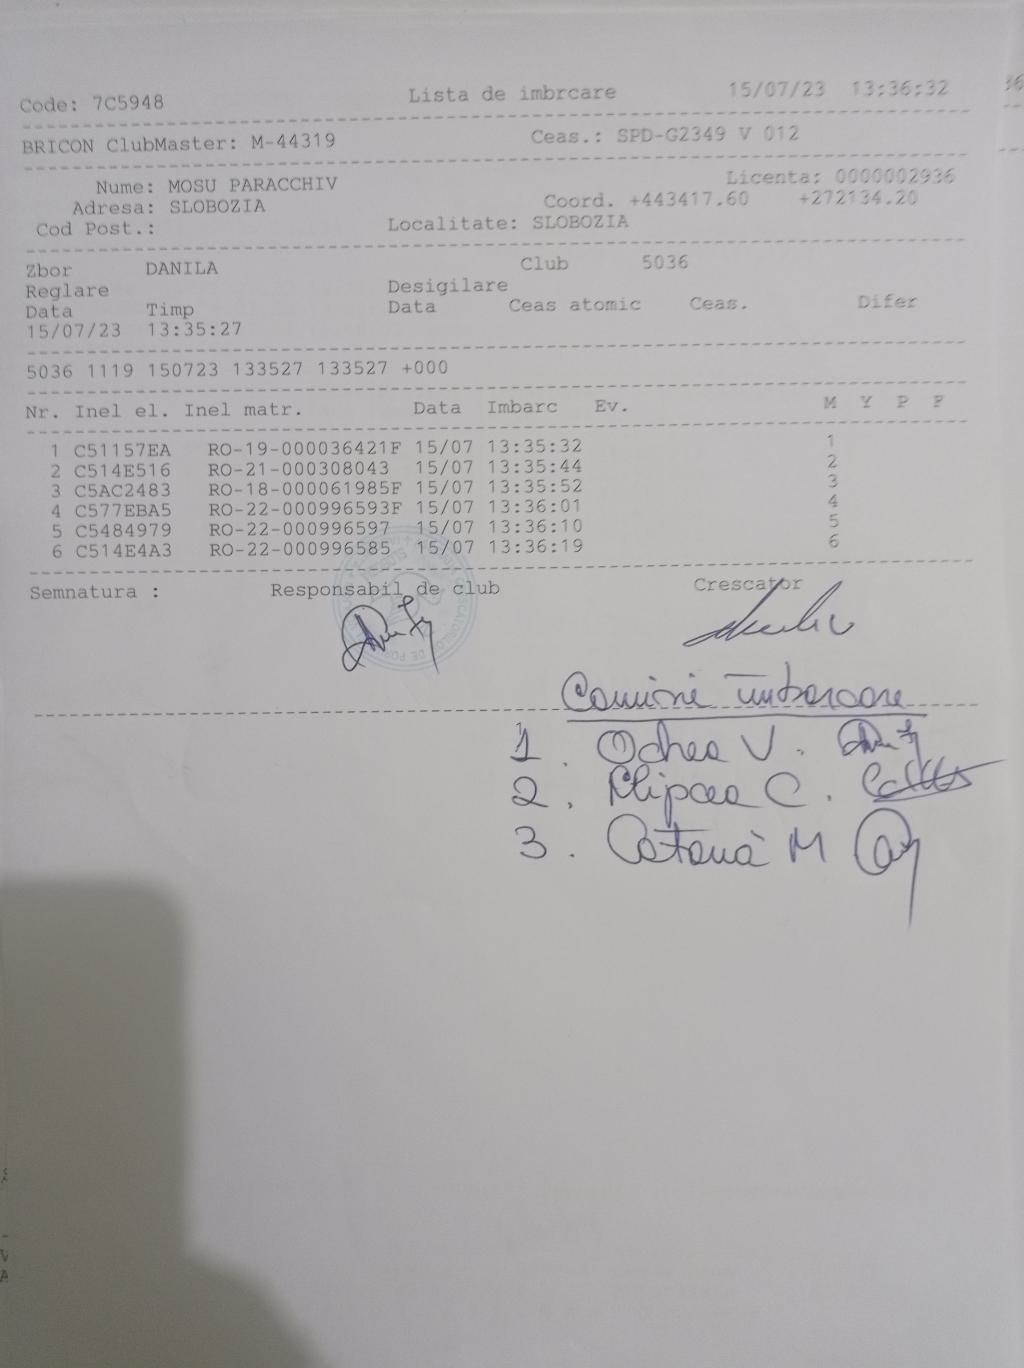 Code: 7C5948 Lista de imbrcare 15/07/23 13:36:32
BRICON ClubMaster: M-44319 Ceas.: SPD-G2349 V 012
Nume: MOSU PARACCHIV Licenta: 0000002936
Adresa: SLOBOZIA Coord. +443417.60 +272134.20
Cod Post.: Localitate: SLOBOZIA
Zbor DANILA Club 5036
Reglare Desigilare
Data Timp Data Ceas atomic Ceas. Difer
15/07/23 13:35:27
5036 1119 150723 133527 133527 +000
Nr. Inel el. Inel matr. Data Imbarc Ev. M Y P F
1 C51157EA RO-19-000036421F 15/07 13:35:32 1
2 C514E516 RO-21-000308043 15/07 13:35:44 2
3 C5AC2483 RO-18-000061985F 15/07 13:35:52 3
4 C577EBA5 RO-22-000996593F 15/07 13:36:01 4
5 C5484979 RO-22-000996597 15/07 13:36:10 5
6 C514E4A3 RO-22-000996585 15/07 13:36:19 6
Semnatura : Responsabil de club Crescator
1. Ochea V.
2. C.
3. Catană M